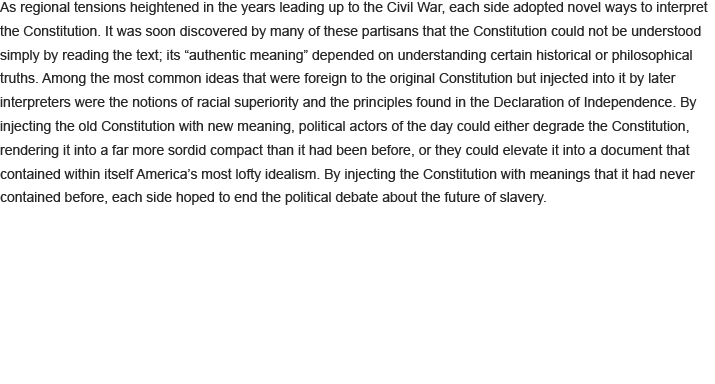 As regional tensions heightened in the years leading up to the Civil War, each side adopted novel ways to interpret
the Constitution. It was soon discovered by many of these partisans that the Constitution could not be understood
simply by reading the text; its “authentic meaning” depended on understanding certain historical or philosophical
truths. Among the most common ideas that were foreign to the original Constitution but injected into it by later
interpreters were the notions of racial superiority and the principles found in the Declaration of Independence. By
injecting the old Constitution with new meaning, political actors of the day could either degrade the Constitution,
rendering it into a far more sordid compact than it had been before, or they could elevate it into a document that
contained within itself America’s most lofty idealism. By injecting the Constitution with meanings that it had never
contained before, each side hoped to end the political debate about the future of slavery.